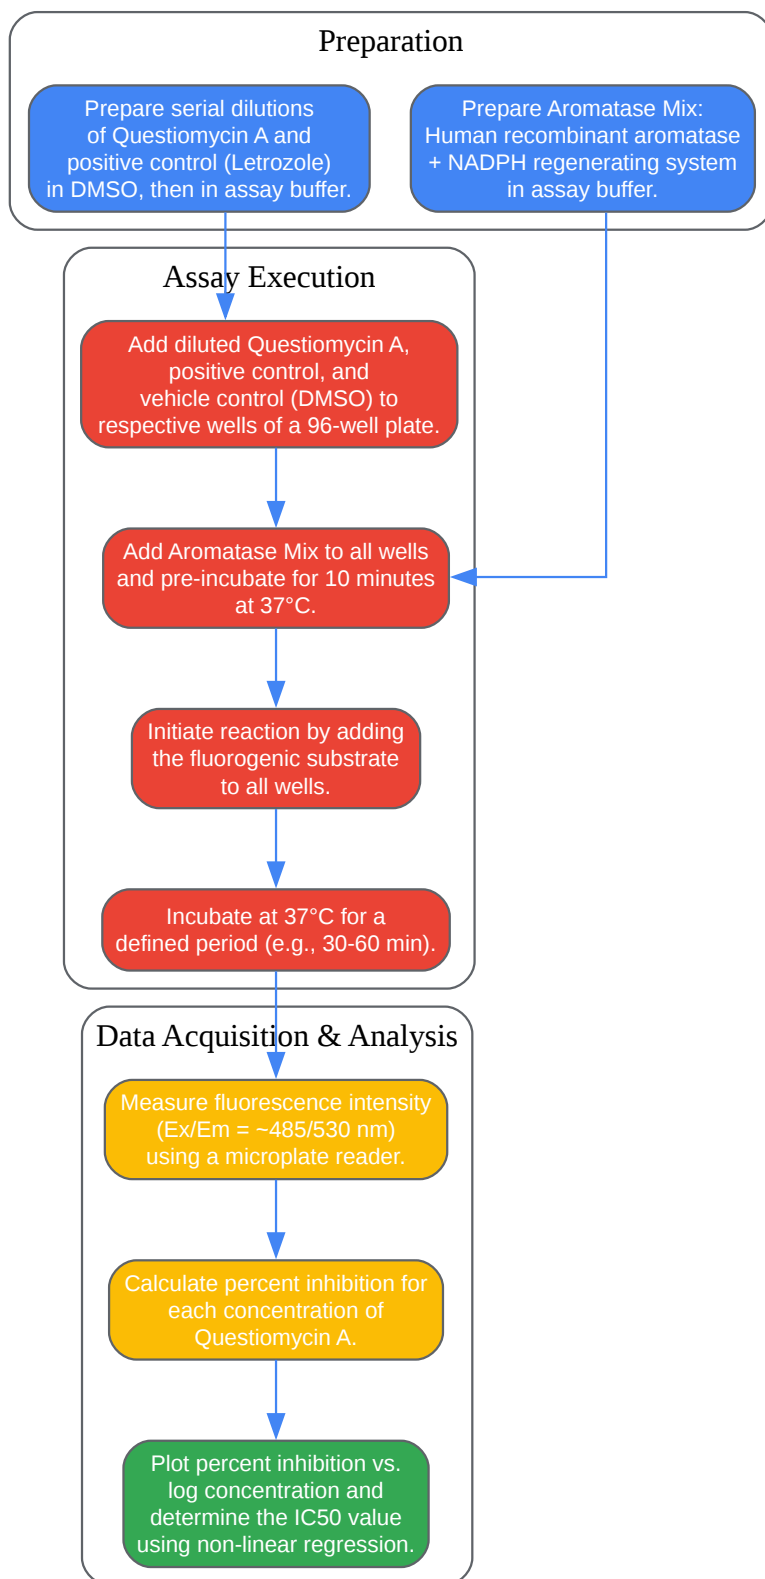 Preparation
Prepare serial dilutions
of Questiomycin A and
positive control (Letrozole)
in DMSO, then in assay buffer.
Prepare Aromatase Mix:
Human recombinant aromatase
+ NADPH regenerating system
in assay buffer.
Assay Execution
Add diluted Questiomycin A,
positive control, and
vehicle control (DMSO) to
respective wells of a 96-well plate.
Add Aromatase Mix to all wells
and pre-incubate for 10 minutes
at 37°C.
Initiate reaction by adding
the fluorogenic substrate
to all wells.
Incubate at 37°C for a
defined period (e.g., 30-60 min).
Data Acquisition & Analysis
Measure fluorescence intensity
(Ex/Em = ~485/530 nm)
using a microplate reader.
Calculate percent inhibition for
each concentration of
Questiomycin A.
Plot percent inhibition vs.
log concentration and
determine the IC50 value
using non-linear regression.